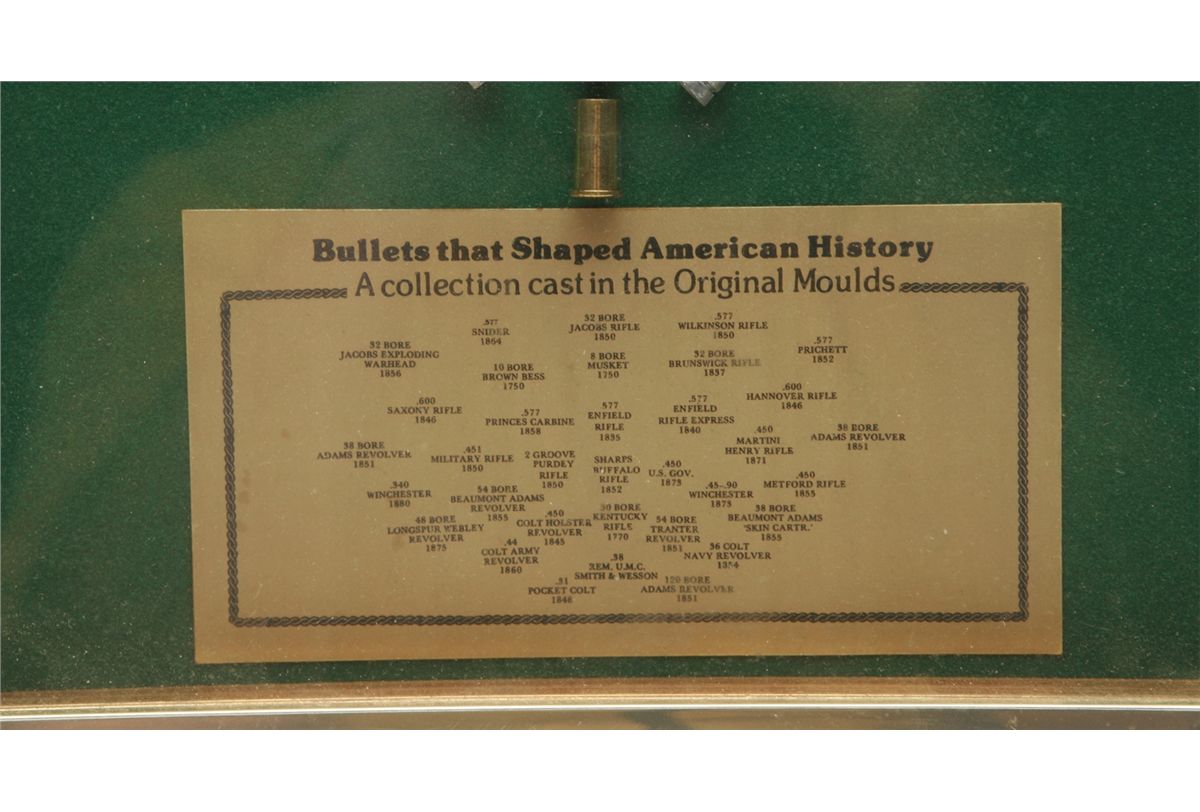 Bullets that Shaped American History
A collection cast in the Original Moulds
.577
SNIDER
1864
32 BORE
JACOBS RIFLE
1850
.577
WILKINSON RIFLE
1850
32 BORE
JACOBS EXPLODING
WARHEAD
1856
10 BORE
BROWN BESS
1750
8 BORE
MUSKET
1750
32 BORE
BRUNSWICK RIFLE
1837
.577
PRICHETT
1852
.600
SAXONY RIFLE
1846
.577
PRINCES CARBINE
1858
577
ENFIELD
RIFLE
1835
.577
ENFIELD
RIFLE EXPRESS
1840
.600
HANNOVER RIFLE
1846
38 BORE
ADAMS REVOLVER
1851
.451
MILITARY RIFLE
1850
2 GROOVE
PURDEY
RIFLE
1850
SHARPS
BUFFALO
RIFLE
1852
.450
U.S. GOV.
1873
.450
MARTINI
HENRY RIFLE
1871
38 BORE
ADAMS REVOLVER
1851
.340
WINCHESTER
1880
54 BORE
BEAUMONT ADAMS
REVOLVER
1855
.45-.90
WINCHESTER
1873
.450
METFORD RIFLE
1855
48 BORE
LONGSPUR WEBLEY
REVOLVER
1875
.450
COLT HOLSTER
REVOLVER
1845
50 BORE
KENTUCKY
RIFLE
1770
54 BORE
TRANTER
REVOLVER
1851
38 BORE
BEAUMONT ADAMS
'SKIN CARTR.'
1855
.44
COLT ARMY
REVOLVER
1860
.38
REM. U.M.C.
SMITH & WESSON
36 COLT
NAVY REVOLVER
.31
POCKET COLT
1848
120 BORE
ADAMS REVOLVER
1851